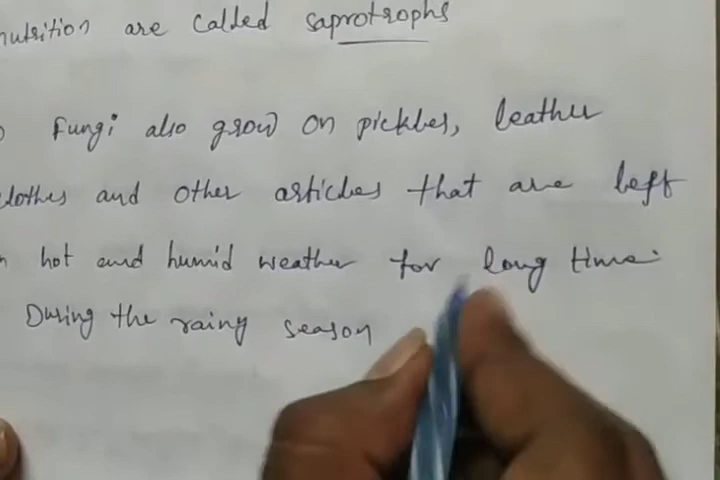 nutrition are called saprotrophs
Fungi also grow on pickles, leather
clothes and other articles that are left
hot and humid weather for long time.
During the rainy season